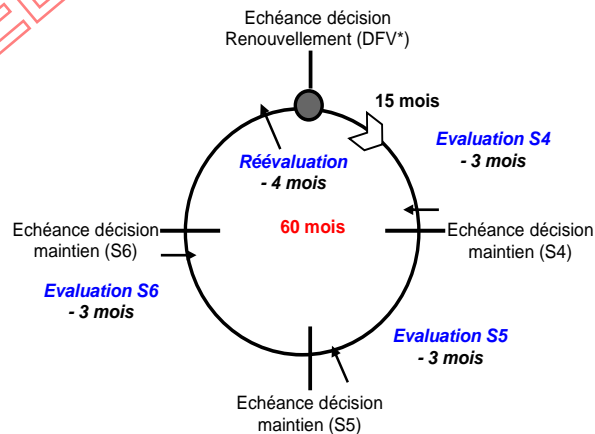 Echéance décision
Renouvellement (DFV*)
15 mois
Evaluation S4
- 3 mois
Réévaluation
- 4 mois
Echéance décision
maintien (S6)
60 mois
Echéance décision
maintien (S4)
Evaluation S6
- 3 mois
Evaluation S5
- 3 mois
Echéance décision
maintien (S5)